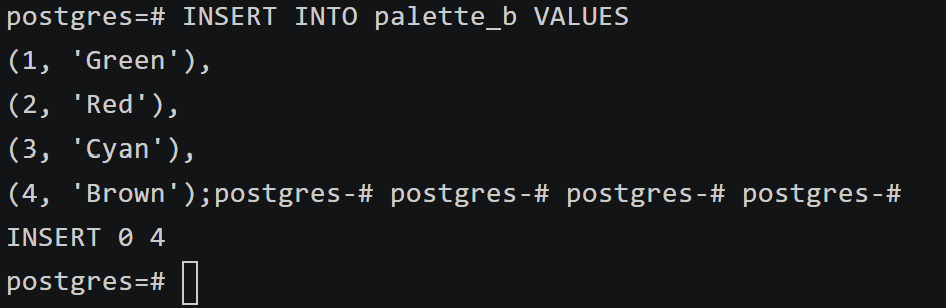 postgres=# INSERT INTO palette_b VALUES
(1, 'Green'),
(2, 'Red'),
(3, 'Cyan'),
(4, 'Brown');postgres-# postgres-# postgres-# postgres-#
INSERT 0 4
postgres=#